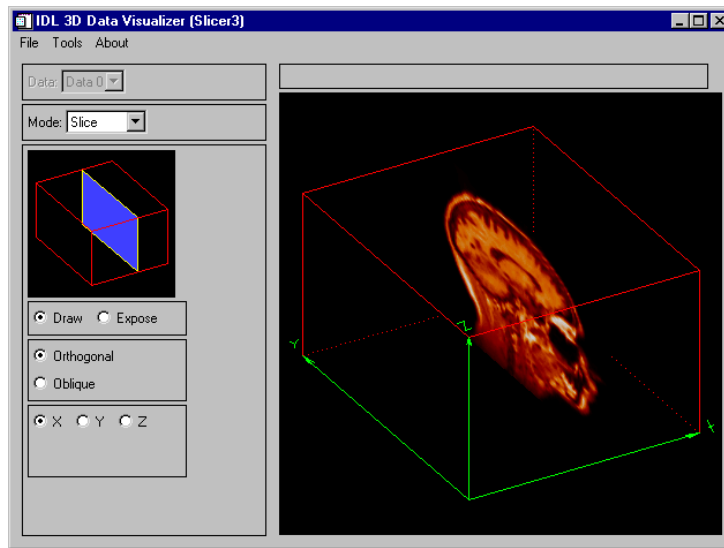 IDL 3D Data Visualizer (Slicer3)
File Tools About
Data: Data 0
Mode: Slice
Draw Expose
Orthogonal
Oblique
X Y Z
Z
Y
X